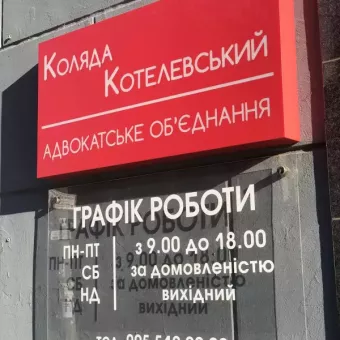 КОЛЯДА
КОТЕЛЕВСЬКИЙ
АДВОКАТСЬКЕ ОБ'ЄДНАННЯ
ГРАФІК РОБОТИ
ПН-ПТ з 9.00 до 18.00
СБ за домовленістю
НД вихідний